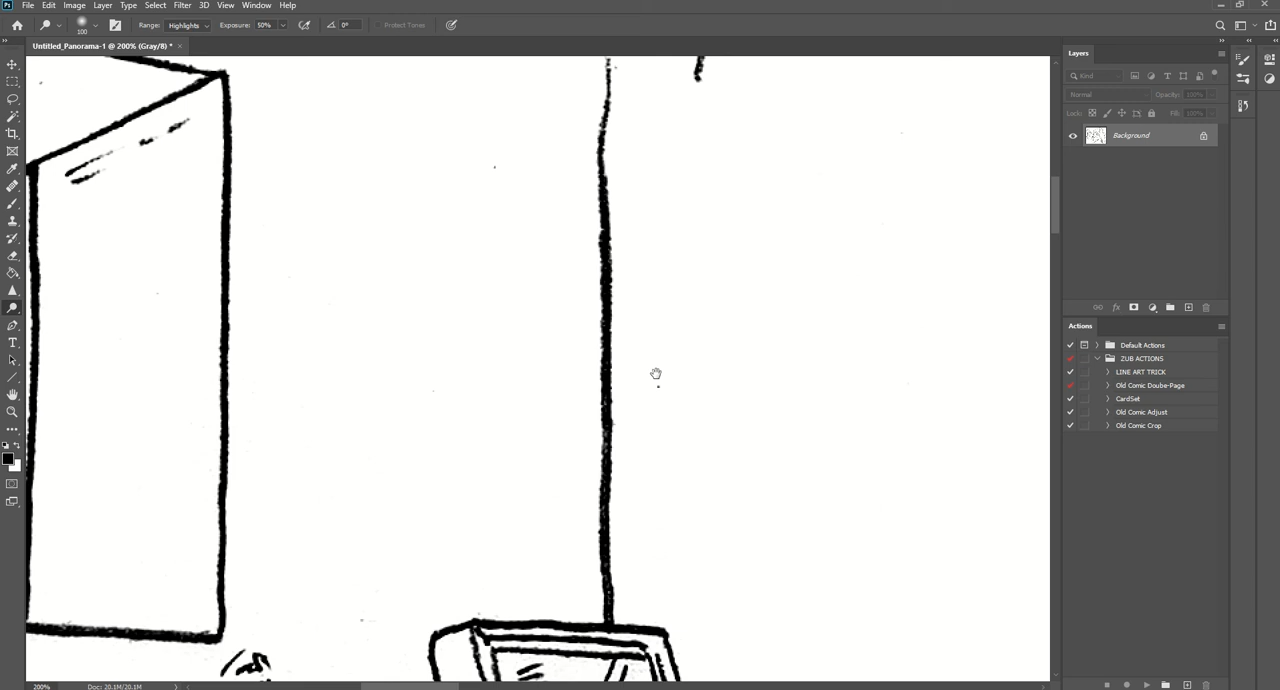 File Edit Image Layer Type Select Filter 3D View Window Help
100 Range: Highlights Exposure: 50% 0° Protect Tones
Untitled_Panorama-1 @ 200% (Gray/8) * ×
Layers
Kind
Normal Opacity: 100%
Lock: Fill: 100%
Background
Actions
Default Actions
ZUB ACTIONS
LINE ART TRICK
Old Comic Doube-Page
CardSet
Old Comic Adjust
Old Comic Crop
200% Doc: 20.1M/20.1M